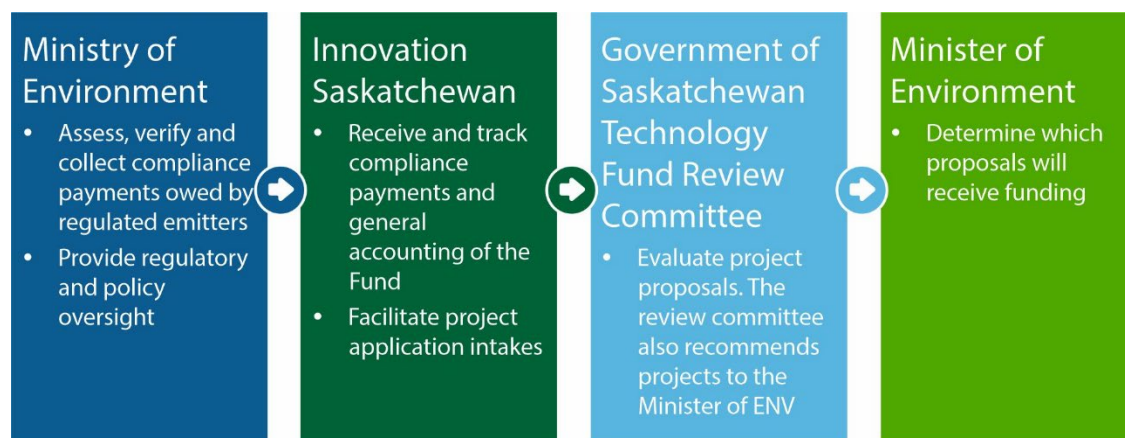 Ministry of
Environment
• Assess, verify and
collect compliance
payments owed by
regulated emitters
• Provide regulatory
and policy
oversight
Innovation
Saskatchewan
• Receive and track
compliance
payments and
general
accounting of the
Fund
• Facilitate project
application intakes
Government of
Saskatchewan
Technology
Fund Review
Committee
• Evaluate project
proposals. The
review committee
also recommends
projects to the
Minister of ENV
Minister of
Environment
• Determine which
proposals will
receive funding